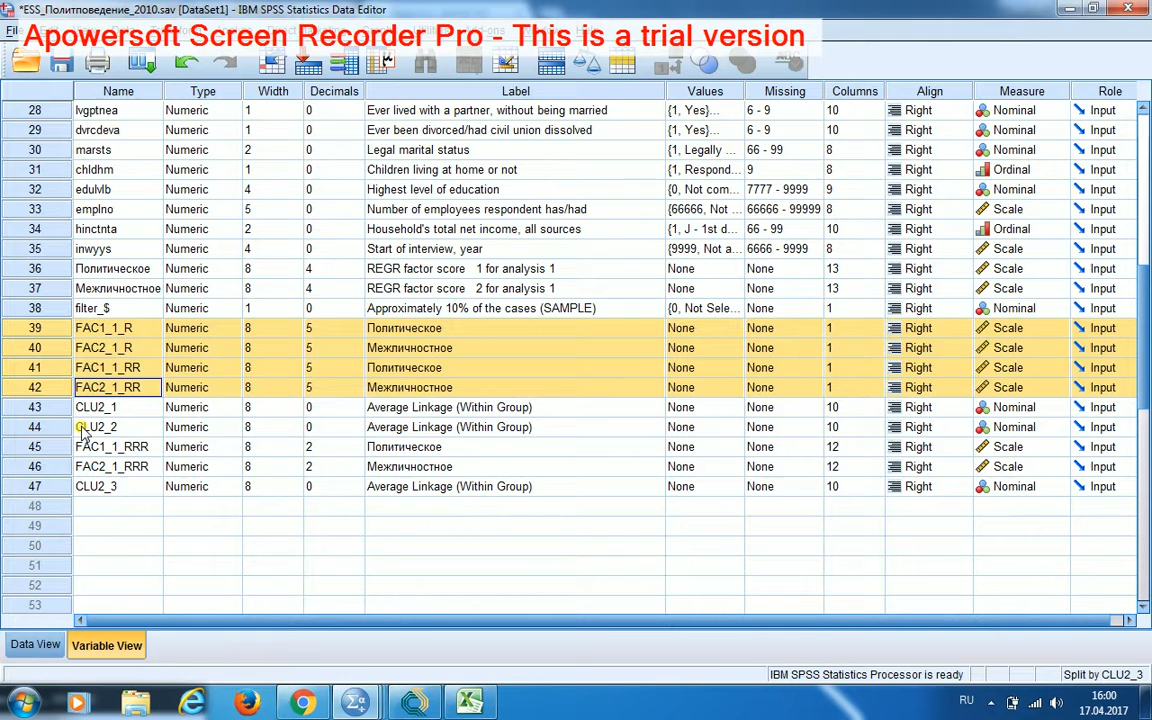 *ESS_Политповедение_2010.sav [DataSet1] - IBM SPSS Statistics Data Editor
Apowersoft Screen Recorder Pro - This is a trial version
Name Type Width Decimals Label Values Missing Columns Align Measure Role
28 lvgptnea Numeric 1 0 Ever lived with a partner, without being married {1, Yes}... 6 - 9 10 Right Nominal Input
29 dvrcdeva Numeric 1 0 Ever been divorced/had civil union dissolved {1, Yes}... 6 - 9 10 Right Nominal Input
30 marsts Numeric 2 0 Legal marital status {1, Legally ... 66 - 99 8 Right Nominal Input
31 chldhm Numeric 1 0 Children living at home or not {1, Respond... 9 8 Right Ordinal Input
32 edulvlb Numeric 4 0 Highest level of education {0, Not com... 7777 - 9999 9 Right Nominal Input
33 emplno Numeric 5 0 Number of employees respondent has/had {66666, Not ... 66666 - 99999 8 Right Scale Input
34 hinctnta Numeric 2 0 Household's total net income, all sources {1, J - 1st d... 77 - 99 8 Right Ordinal Input
35 inwyys Numeric 4 0 Start of interview, year {9999, Not a... 6666 - 9999 8 Right Scale Input
36 Политическое Numeric 8 4 REGR factor score 1 for analysis 1 None None 13 Right Scale Input
37 Межличностное Numeric 8 4 REGR factor score 2 for analysis 1 None None 13 Right Scale Input
38 filter_$ Numeric 1 0 Approximately 10% of the cases (SAMPLE) {0, Not Sele... None 10 Right Nominal Input
39 FAC1_1_R Numeric 8 5 Политическое None None 1 Right Scale Input
40 FAC2_1_R Numeric 8 5 Межличностное None None 1 Right Scale Input
41 FAC1_1_RR Numeric 8 5 Политическое None None 1 Right Scale Input
42 FAC2_1_RR Numeric 8 5 Межличностное None None 1 Right Scale Input
43 CLU2_1 Numeric 8 0 Average Linkage (Within Group) None None 10 Right Nominal Input
44 CLU2_2 Numeric 8 0 Average Linkage (Within Group) None None 10 Right Nominal Input
45 FAC1_1_RRR Numeric 8 2 Политическое None None 12 Right Scale Input
46 FAC2_1_RRR Numeric 8 2 Межличностное None None 12 Right Scale Input
47 CLU2_3 Numeric 8 0 Average Linkage (Within Group) None None 10 Right Nominal Input
48
49
50
51
52
53
Data View Variable View
IBM SPSS Statistics Processor is ready Split by CLU2_3
RU 16:00
17.04.2017